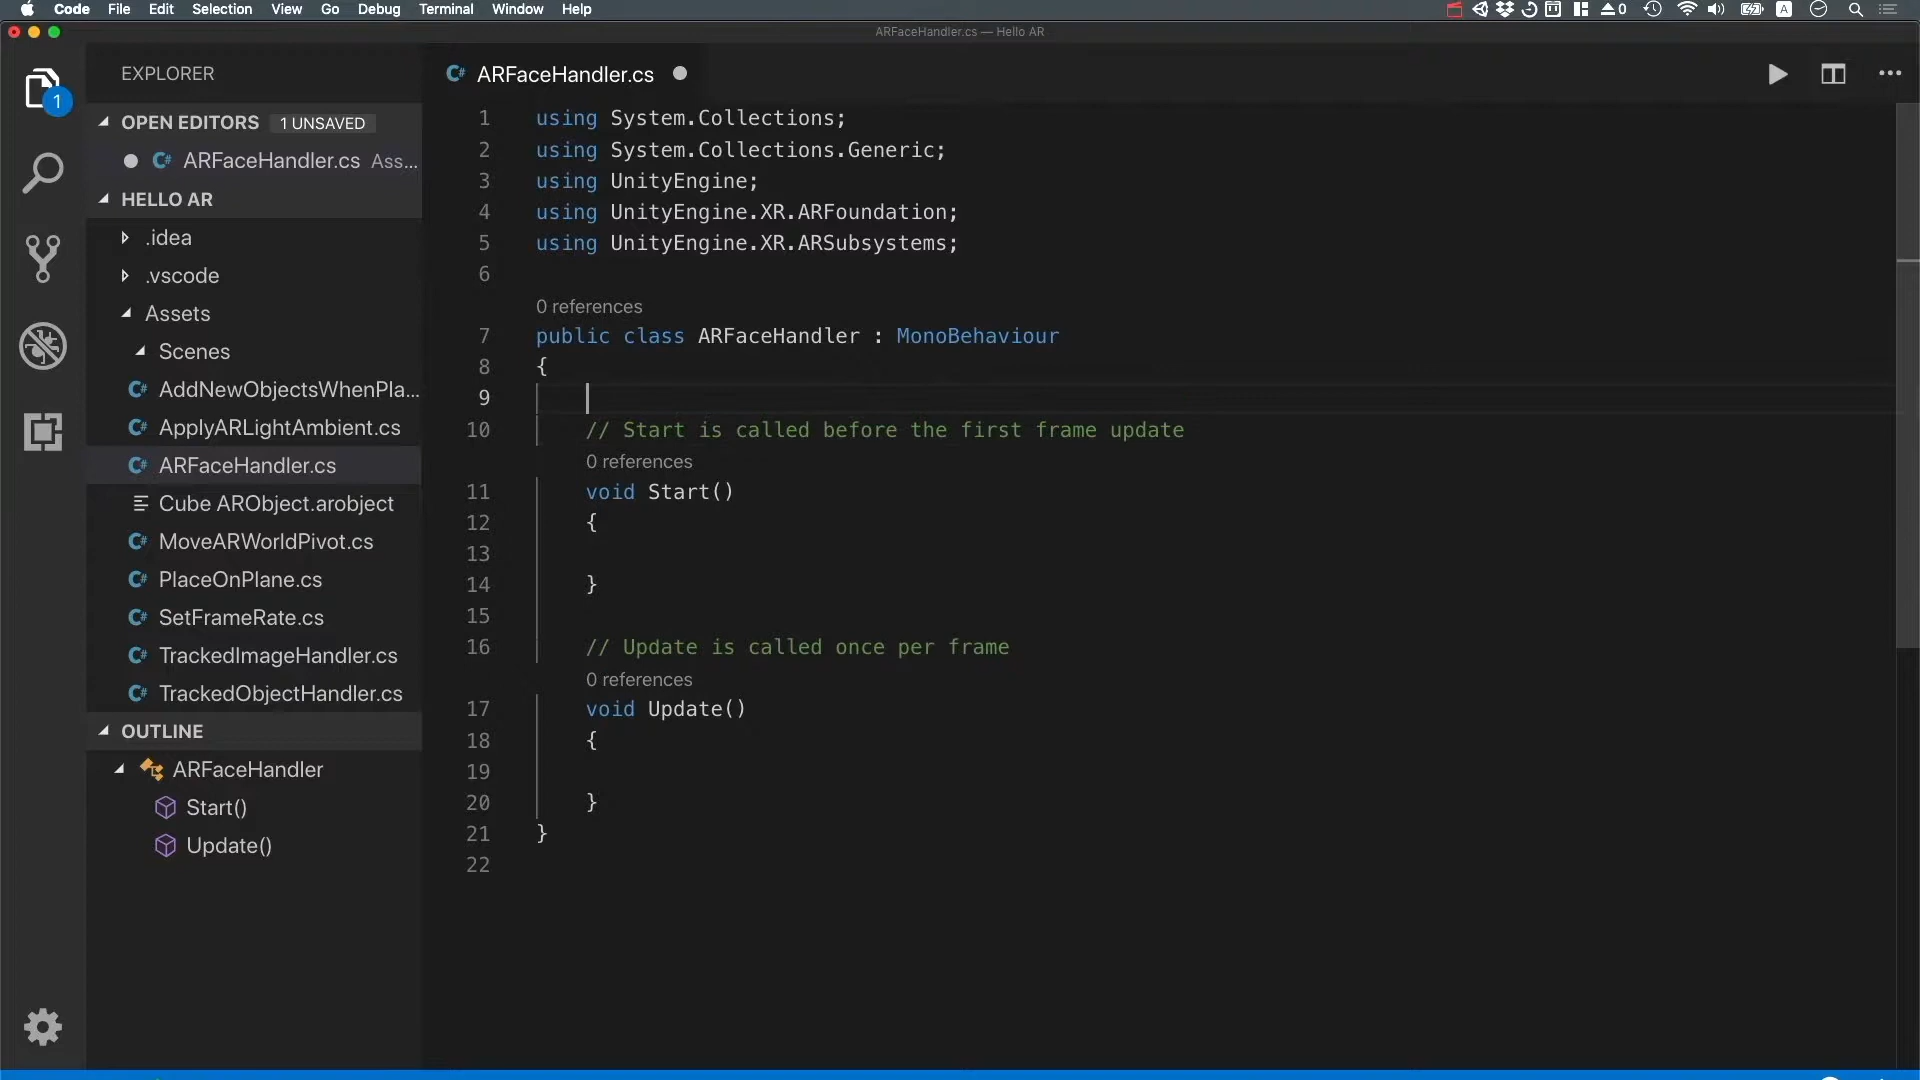 Code File Edit Selection View Go Debug Terminal Window Help
ARFaceHandler.cs — Hello AR
EXPLORER
OPEN EDITORS 1 UNSAVED
ARFaceHandler.cs Ass...
HELLO AR
.idea
.vscode
Assets
Scenes
AddNewObjectsWhenPla...
ApplyARLightAmbient.cs
ARFaceHandler.cs
Cube ARObject.arobject
MoveARWorldPivot.cs
PlaceOnPlane.cs
SetFrameRate.cs
TrackedImageHandler.cs
TrackedObjectHandler.cs
OUTLINE
ARFaceHandler
Start()
Update()
1
ARFaceHandler.cs
1 using System.Collections;
2 using System.Collections.Generic;
3 using UnityEngine;
4 using UnityEngine.XR.ARFoundation;
5 using UnityEngine.XR.ARSubsystems;
6
0 references
7 public class ARFaceHandler : MonoBehaviour
8 {
9
10 // Start is called before the first frame update
0 references
11 void Start()
12 {
13
14 }
15
16 // Update is called once per frame
0 references
17 void Update()
18 {
19
20 }
21 }
22